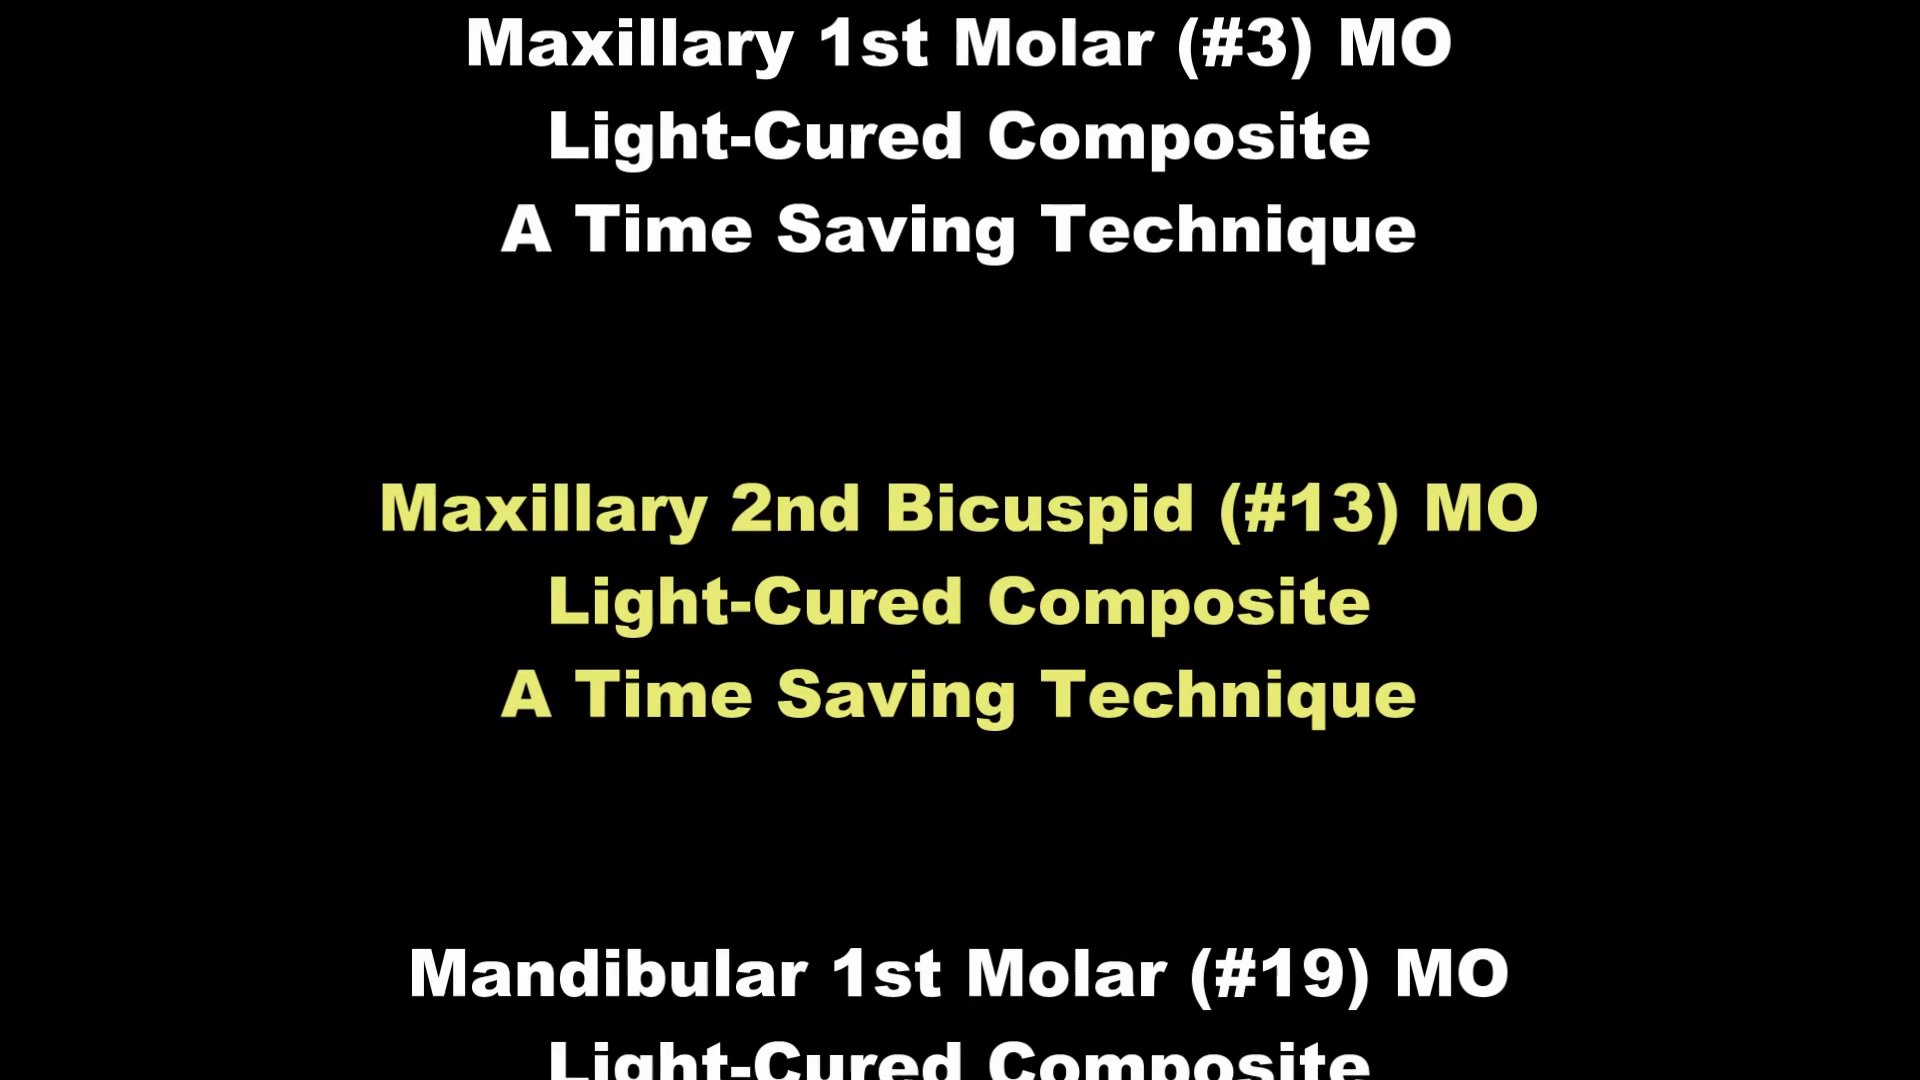 Maxillary 1st Molar (#3) MO
Light-Cured Composite
A Time Saving Technique
Maxillary 2nd Bicuspid (#13) MO
Light-Cured Composite
A Time Saving Technique
Mandibular 1st Molar (#19) MO
Light-Cured Composite